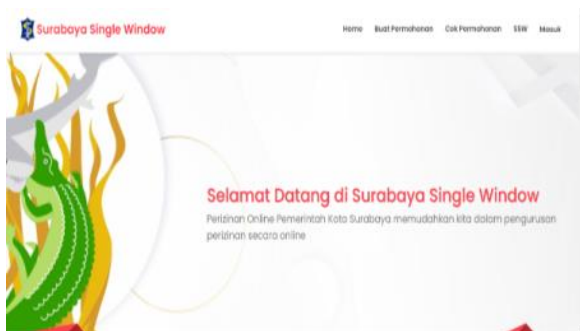 Surabaya Single Window
Home Buat Permohonan Cek Permohonan SSW Masuk
Selamat Datang di Surabaya Single Window
Perizinan Online Pemerintah Kota Surabaya memudahkan kita dalam pengurusan
perizinan secara online